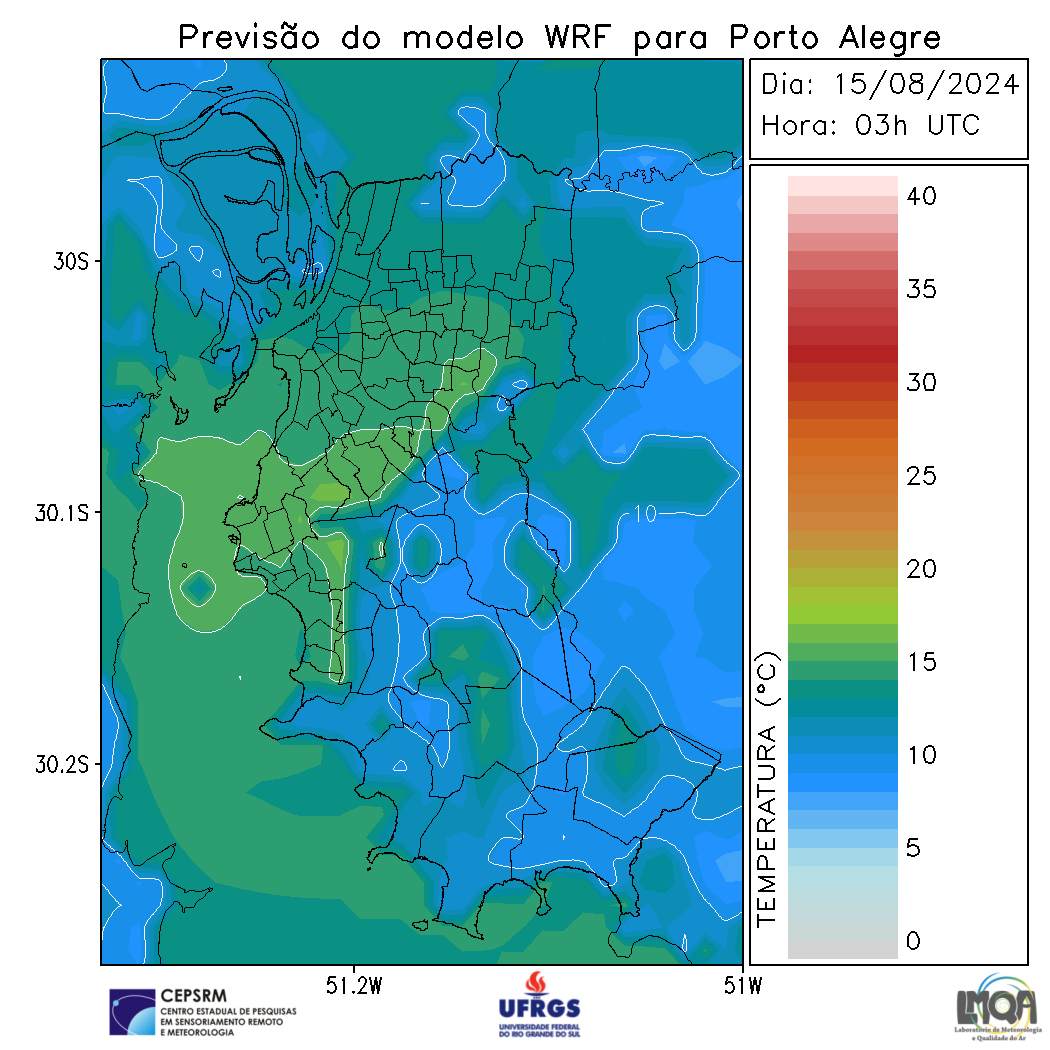 Previsão do modelo WRF para Porto Alegre
Dia: 15/08/2024
Hora: 03h UTC
30S
30.1S
30.2S
51.2W
51W
10
40
35
30
25
20
15
10
5
0
TEMPERATURA (°C)
CEPSRM
CENTRO ESTADUAL DE PESQUISAS
EM SENSORIAMENTO REMOTO
E METEOROLOGIA
UFRGS
UNIVERSIDADE FEDERAL
DO RIO GRANDE DO SUL
LMQA
Laboratório de Meteorologia
e Qualidade do Ar